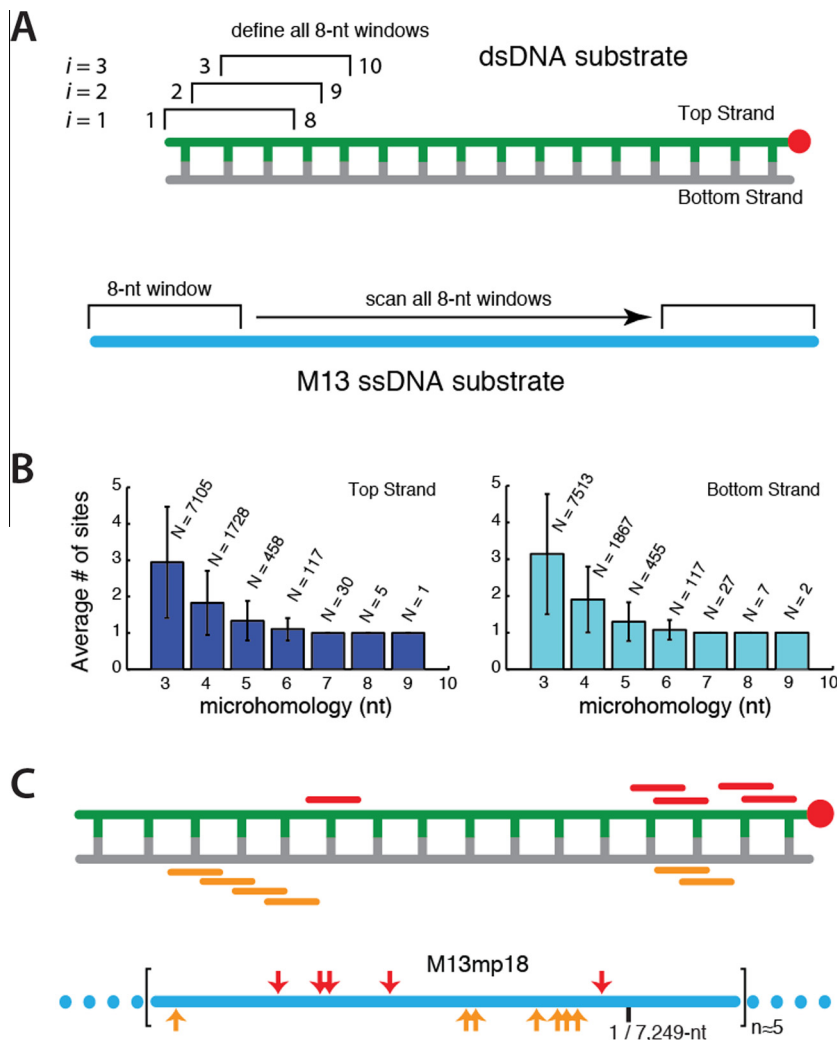 A
define all 8-nt windows
dsDNA substrate
i = 3
3
10
i = 2
2
9
i = 1
1
8
Top Strand
Bottom Strand
8-nt window
scan all 8-nt windows
M13 ssDNA substrate
B
Average # of sites
5
4
3
2
1
0
N = 7105
N = 1728
N = 458
N = 117
N = 30
N = 5
N = 1
Top Strand
3 4 5 6 7 8 9 10
microhomology (nt)
5
4
3
2
1
0
N = 7513
N = 1867
N = 455
N = 117
N = 27
N = 7
N = 2
Bottom Strand
3 4 5 6 7 8 9 10
microhomology (nt)
C
M13mp18
1 / 7,249-nt
n≈5